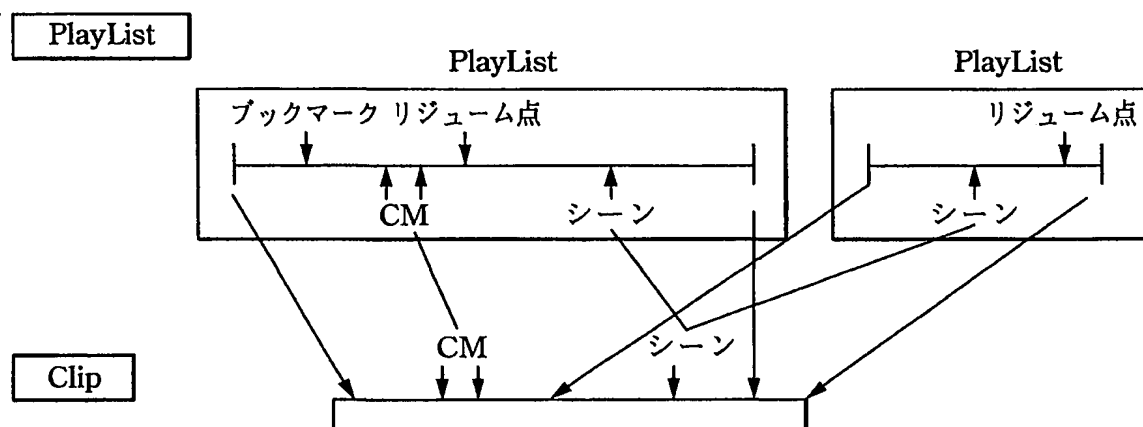 PlayList
PlayList PlayList
ブックマーク リジューム点 リジューム点
CM シーン シーン
CM シーン
Clip